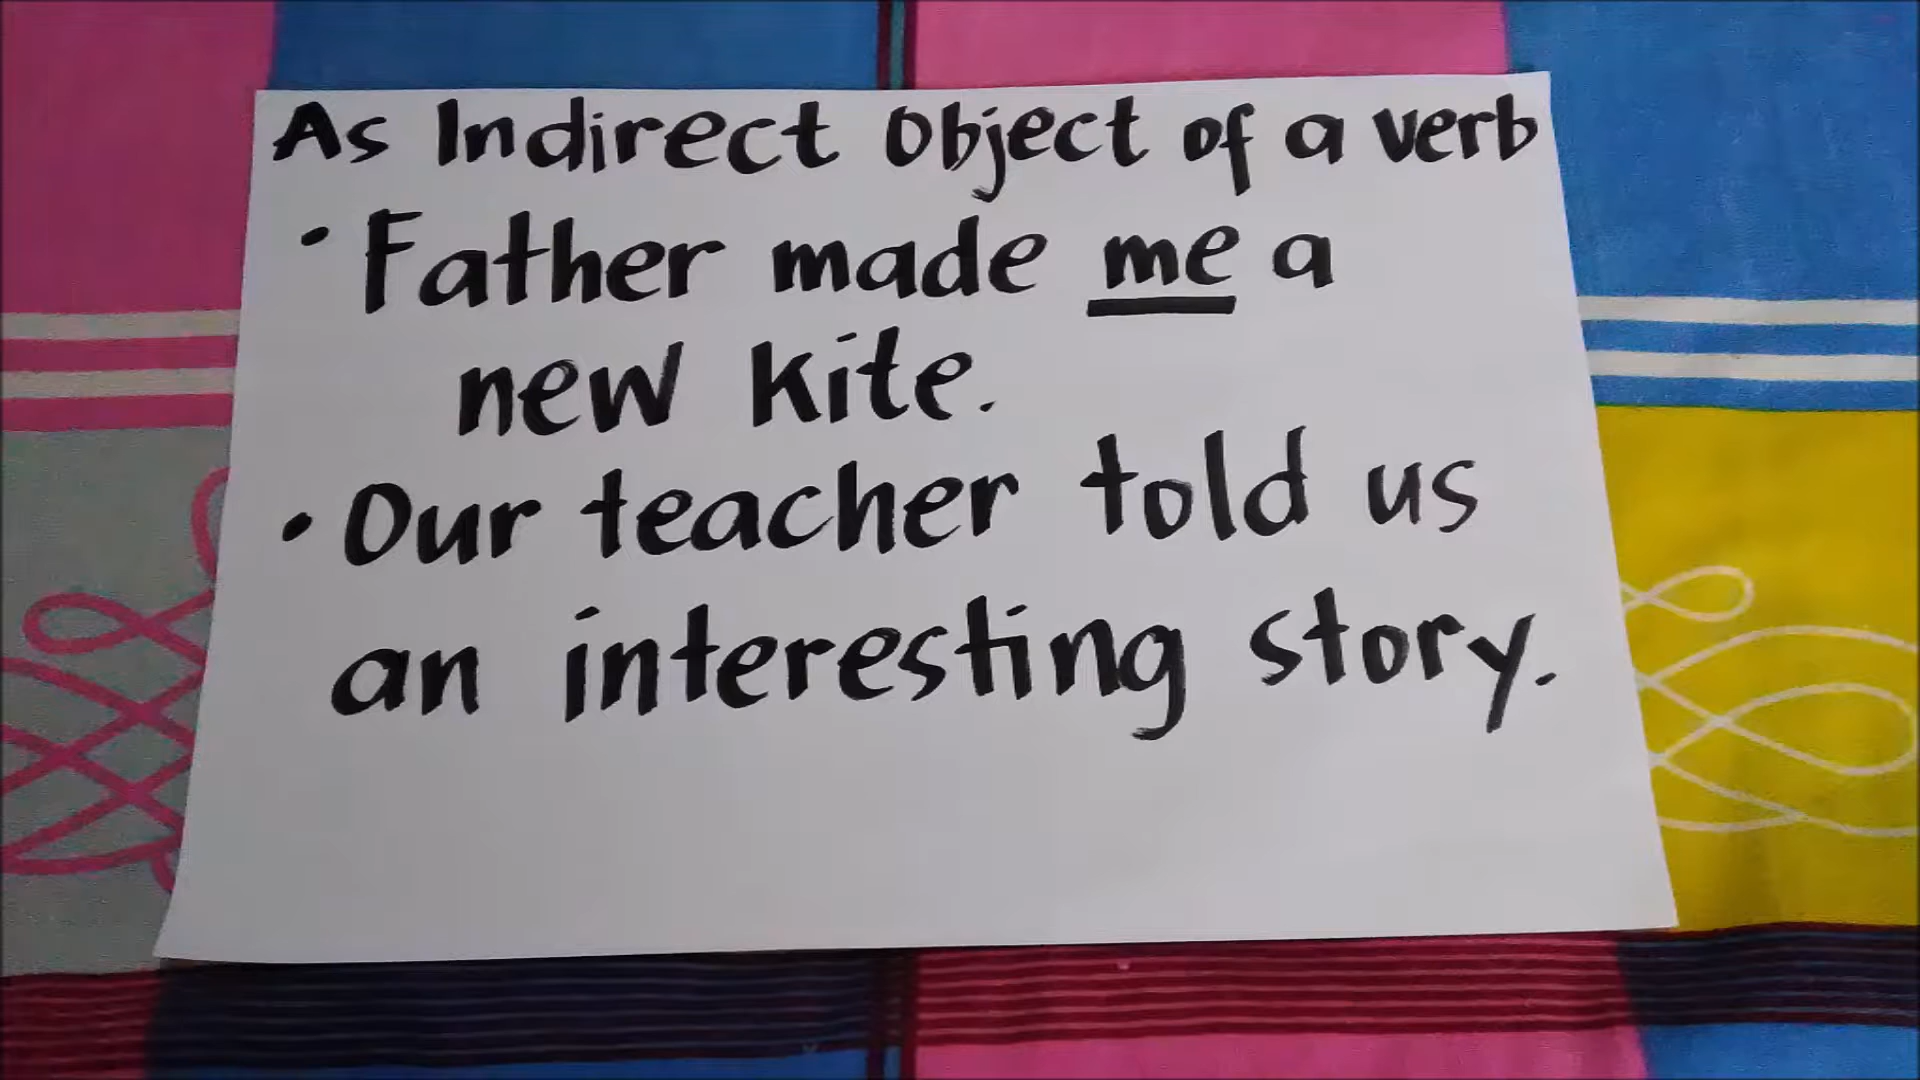 As Indirect Object of a verb
• Father made me a
new kite.
• Our teacher told us
an interesting story.